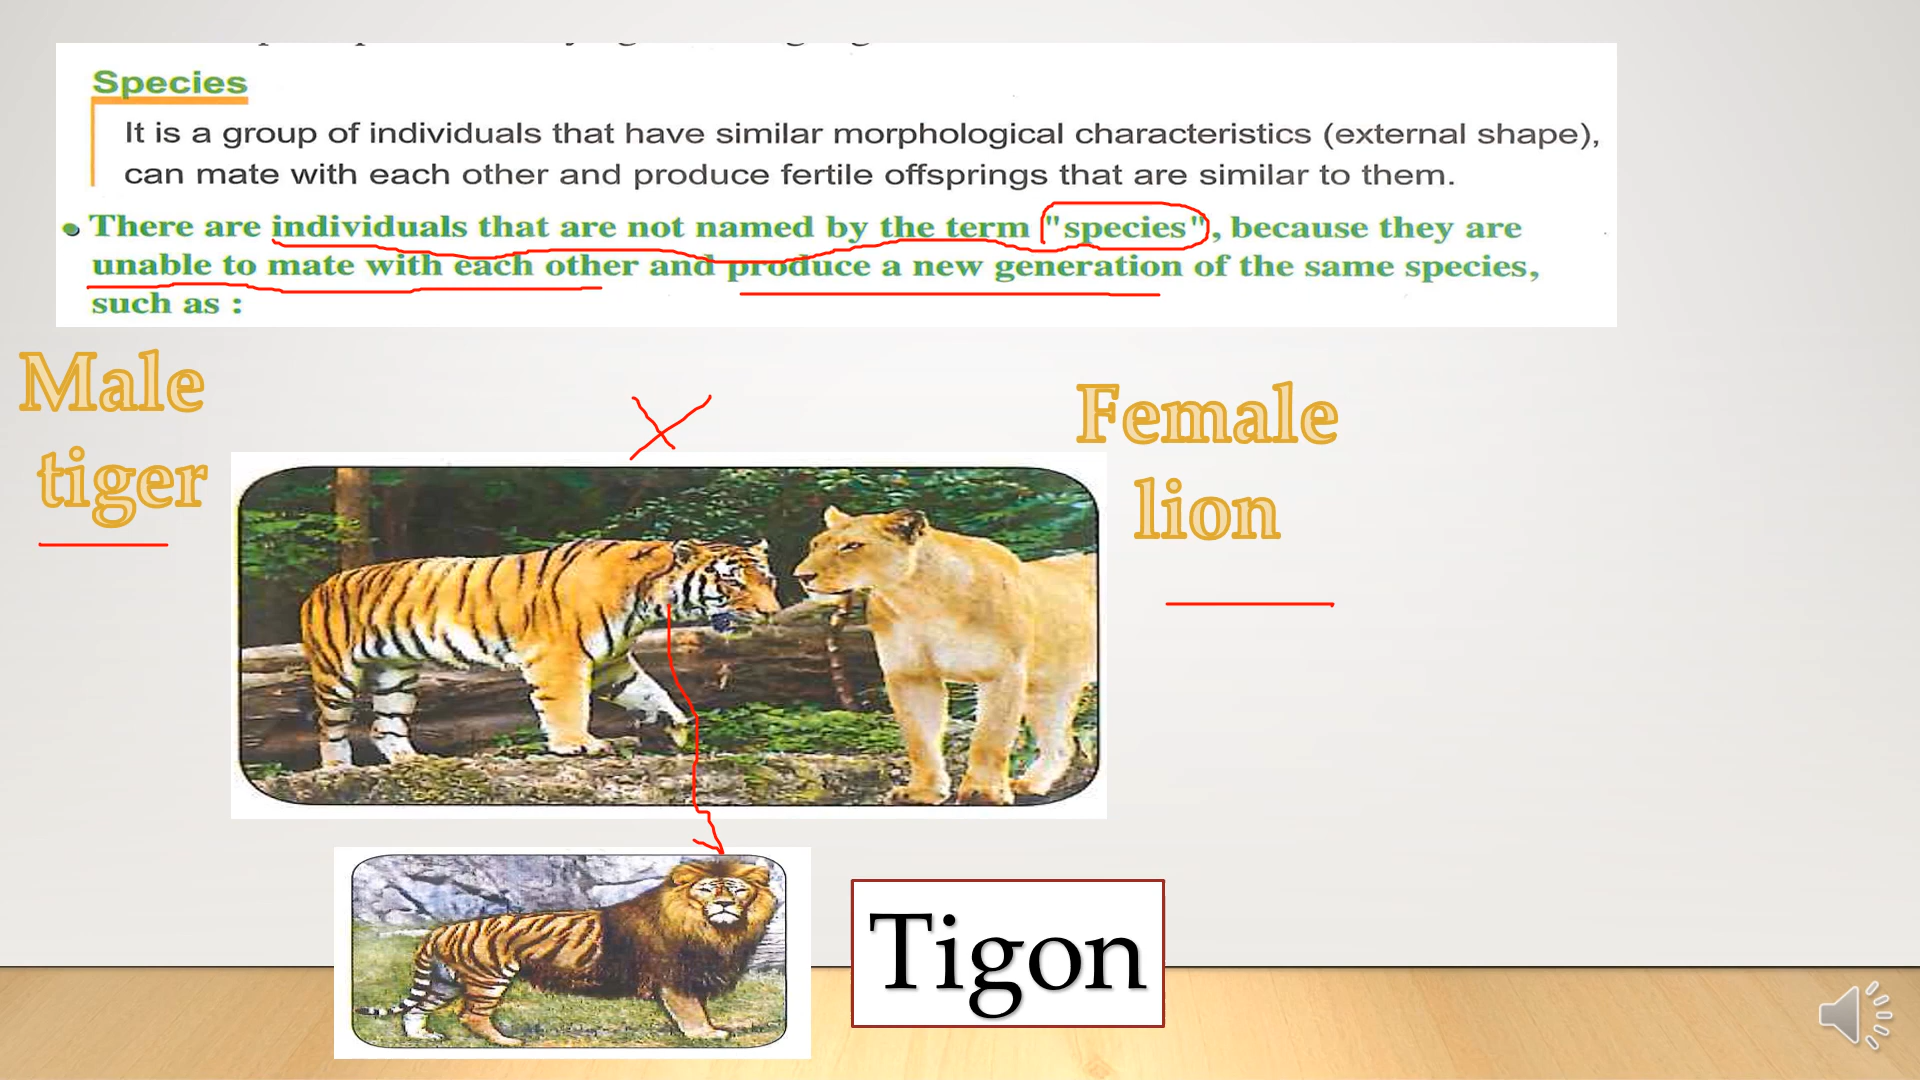 Species
It is a group of individuals that have similar morphological characteristics (external shape),
can mate with each other and produce fertile offsprings that are similar to them.
• There are individuals that are not named by the term "species", because they are
unable to mate with each other and produce a new generation of the same species,
such as :
Male
tiger
Female
lion
Tigon